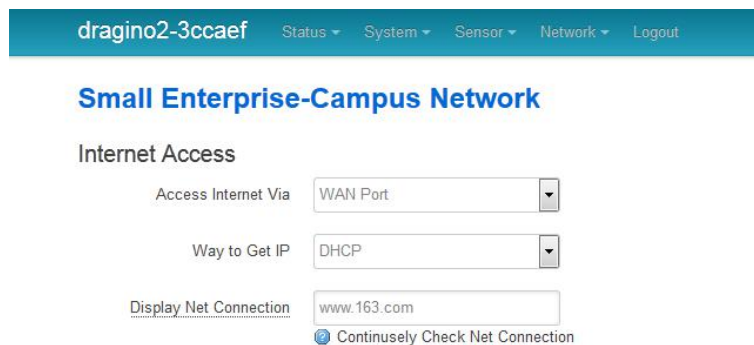 dragino2-3ccaef Status System Sensor Network Logout
Small Enterprise-Campus Network
Internet Access
Access Internet Via WAN Port
Way to Get IP DHCP
Display Net Connection www.163.com
Continusely Check Net Connection